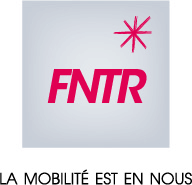 FNTR
LA MOBILITÉ EST EN NOUS